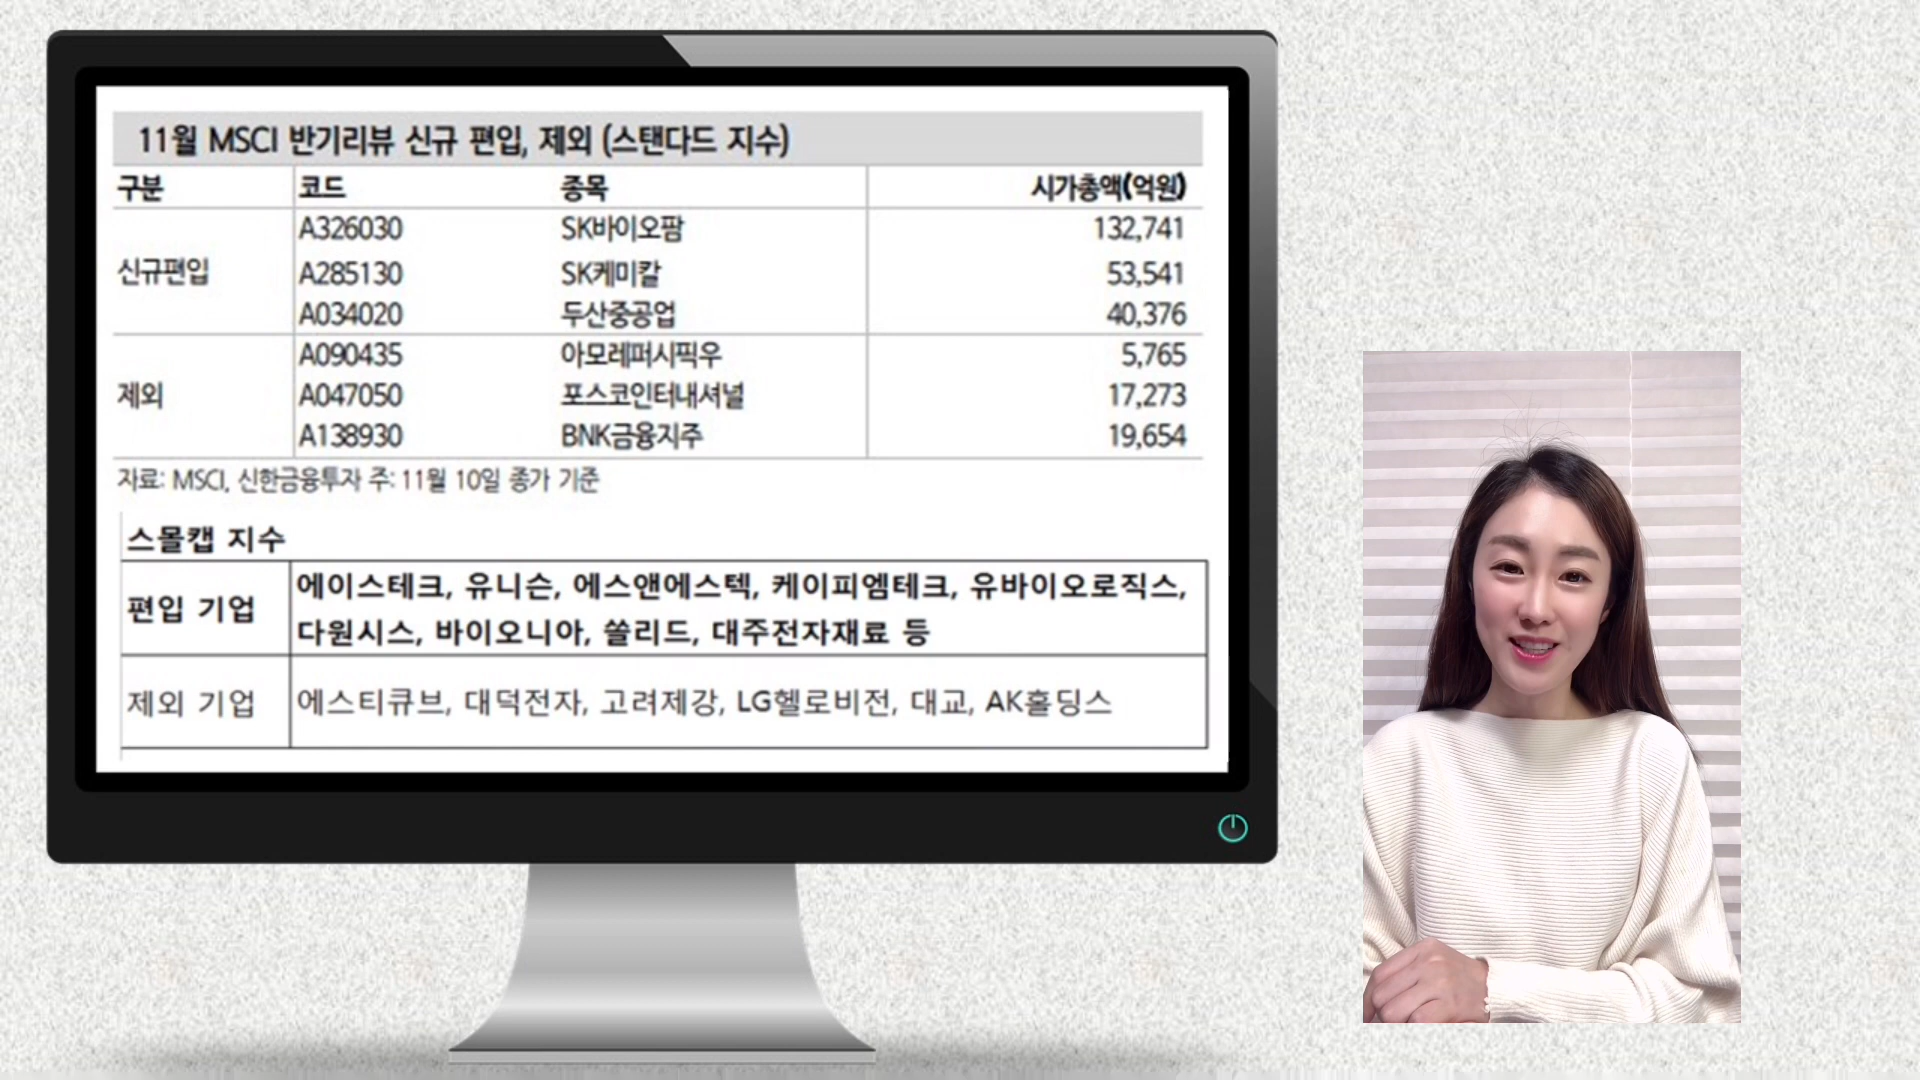 11월 MSCI 반기리뷰 신규 편입, 제외 (스탠다드 지수)
구분 코드 종목 시가총액(억원)
신규편입
A326030 SK바이오팜 132,741
A285130 SK케미칼 53,541
A034020 두산중공업 40,376
제외
A090435 아모레퍼시픽우 5,765
A047050 포스코인터내셔널 17,273
A138930 BNK금융지주 19,654
자료: MSCI, 신한금융투자 주: 11월 10일 종가 기준
스몰캡 지수
편입 기업
에이스테크, 유니슨, 에스앤에스텍, 케이피엠테크, 유바이오로직스,
다원시스, 바이오니아, 쏠리드, 대주전자재료 등
제외 기업
에스티큐브, 대덕전자, 고려제강, LG헬로비전, 대교, AK홀딩스